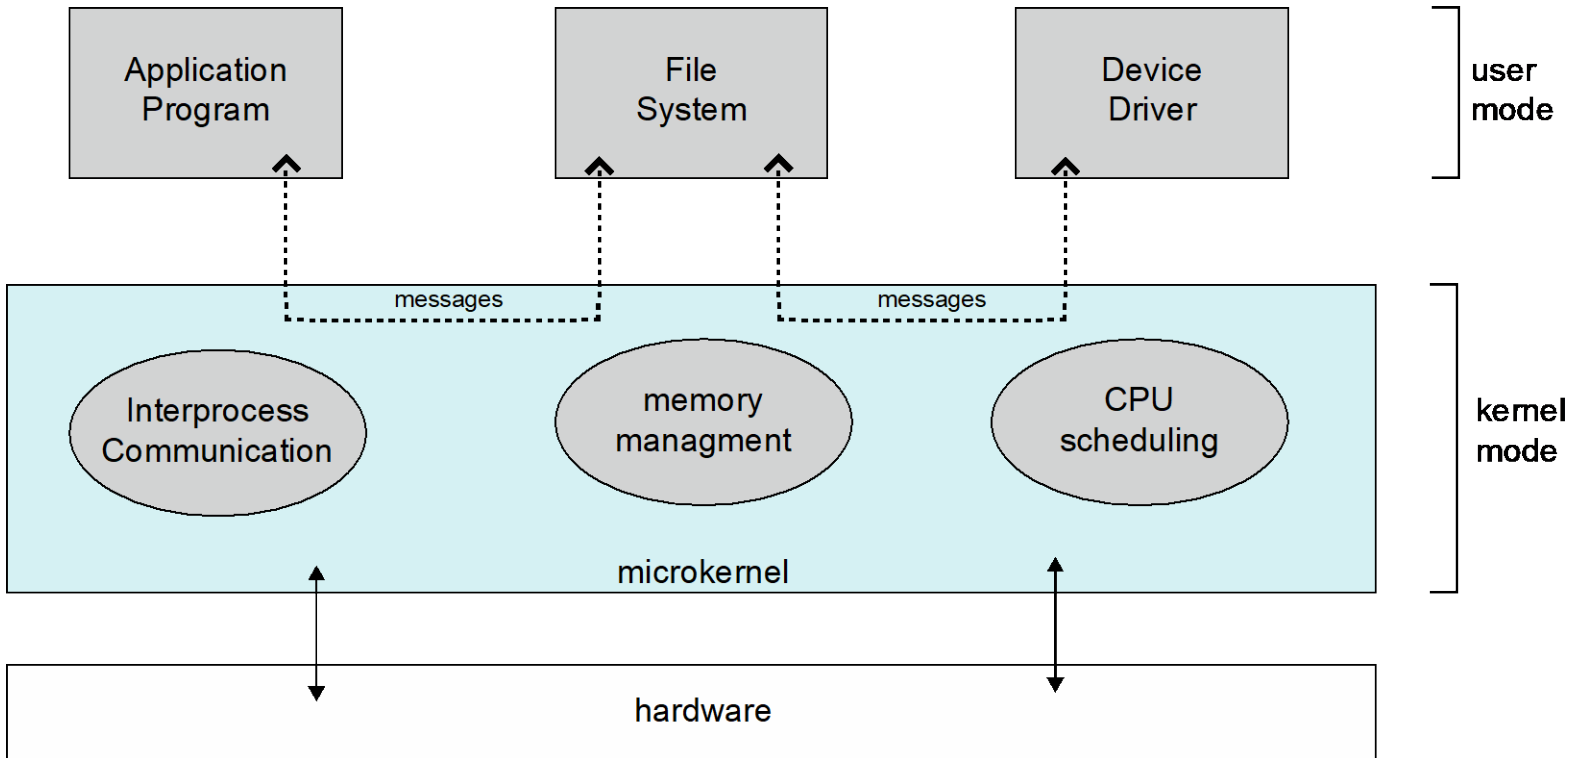 Application
Program
File
System
Device
Driver
user
mode
messages
messages
Interprocess
Communication
memory
managment
CPU
scheduling
kernel
mode
microkernel
hardware